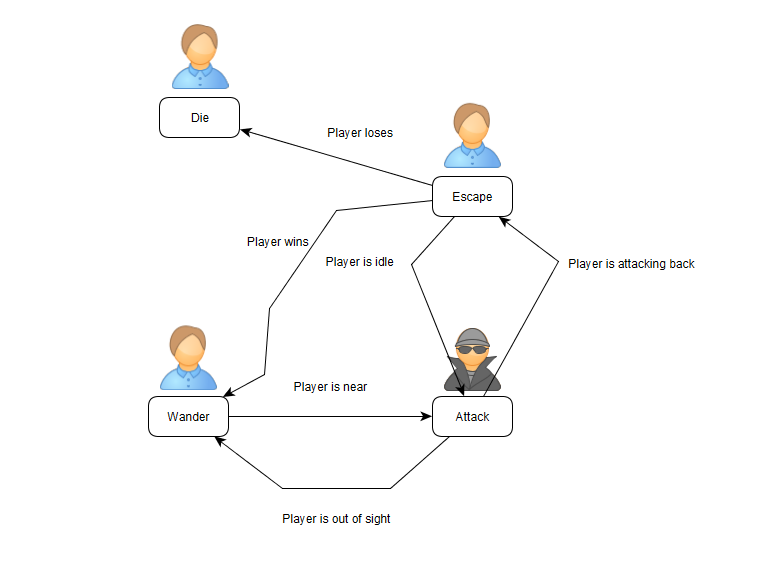 Die
Player loses
Escape
Player wins
Player is idle
Player is attacking back
Player is near
Wander
Attack
Player is out of sight